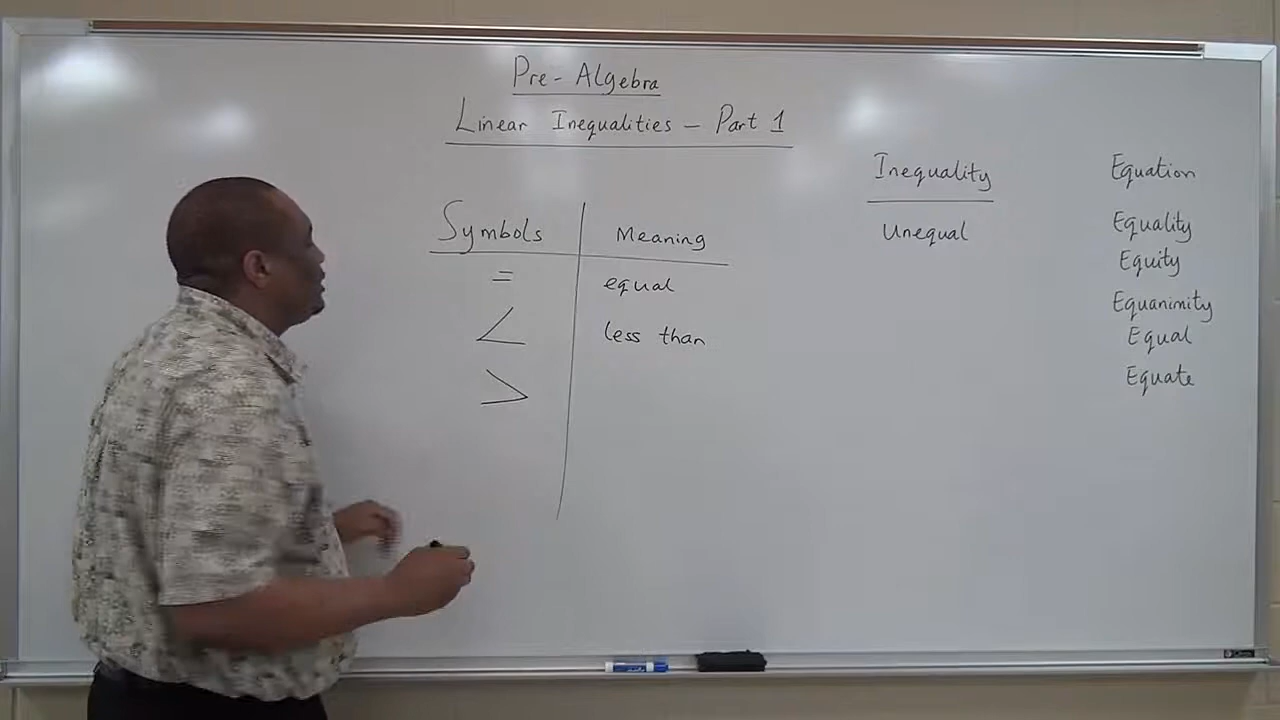 Pre-Algebra
Linear Inequalities – Part 1
Symbols Meaning
= equal
< less than
>
Inequality
Unequal
Equation
Equality
Equity
Equanimity
Equal
Equate